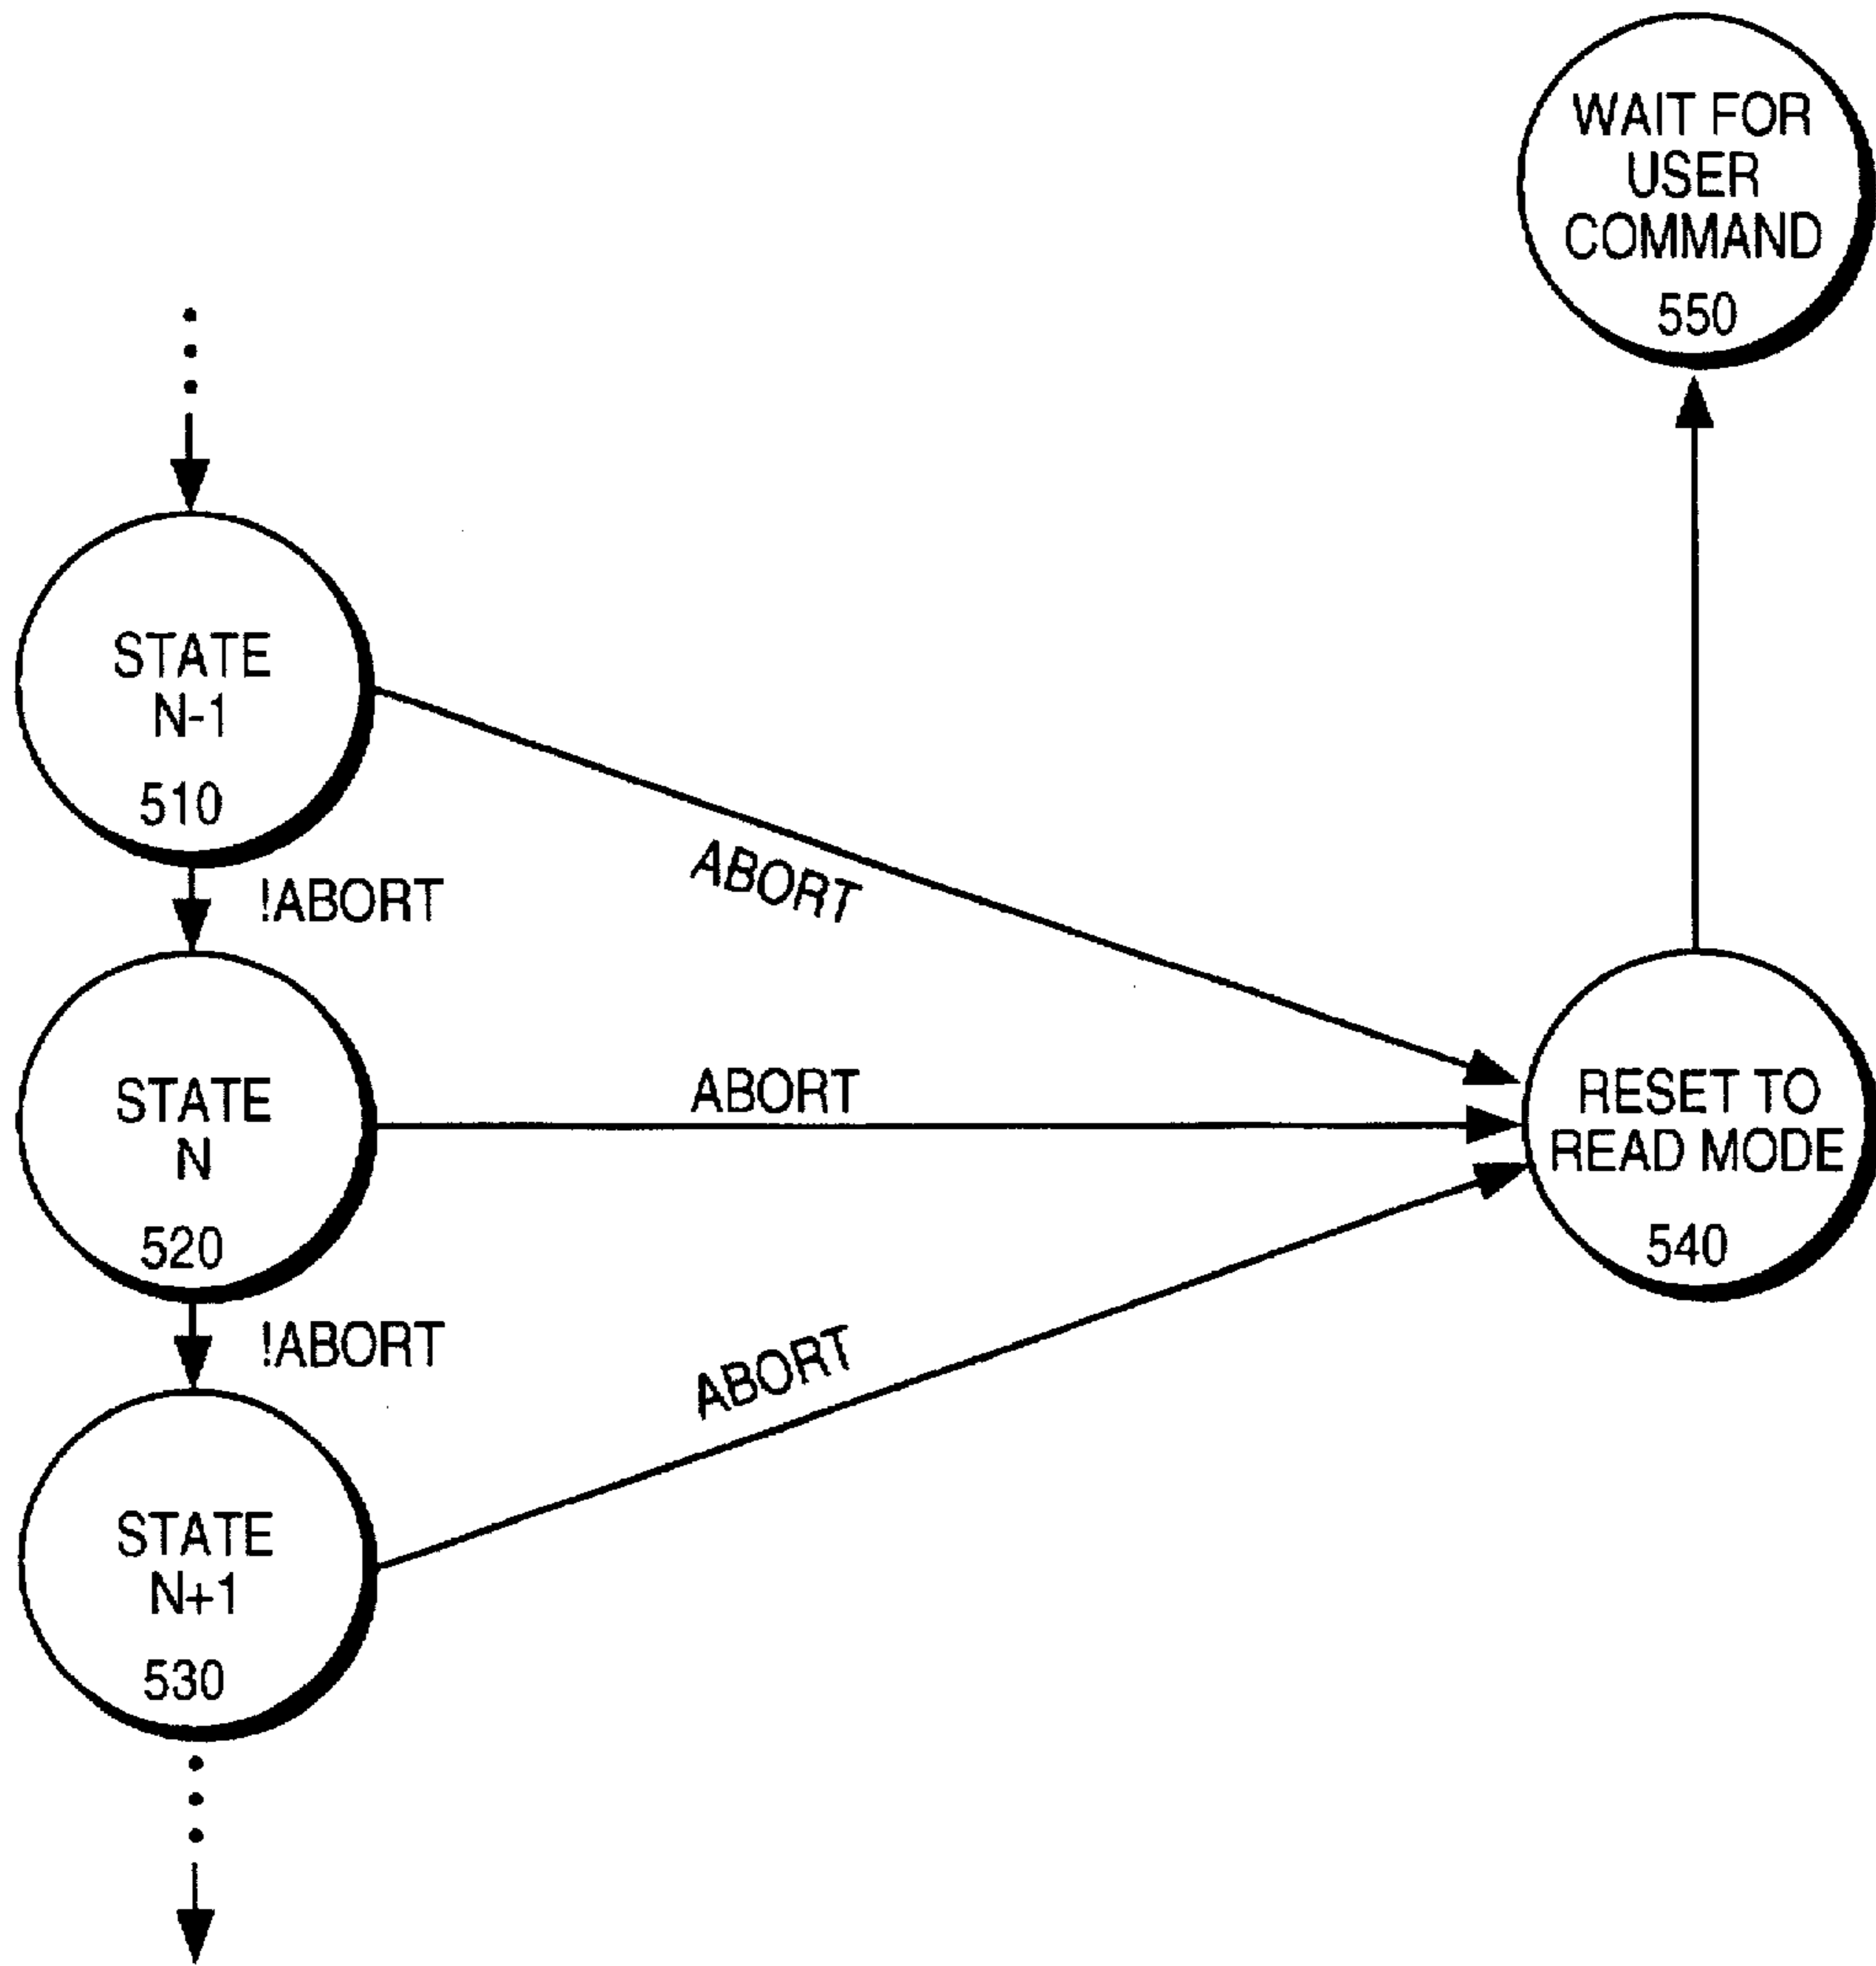 WAIT FOR
USER
COMMAND
550
STATE
N-1
510
!ABORT
ABORT
STATE
N
520
ABORT
RESET TO
READ MODE
540
!ABORT
ABORT
STATE
N+1
530